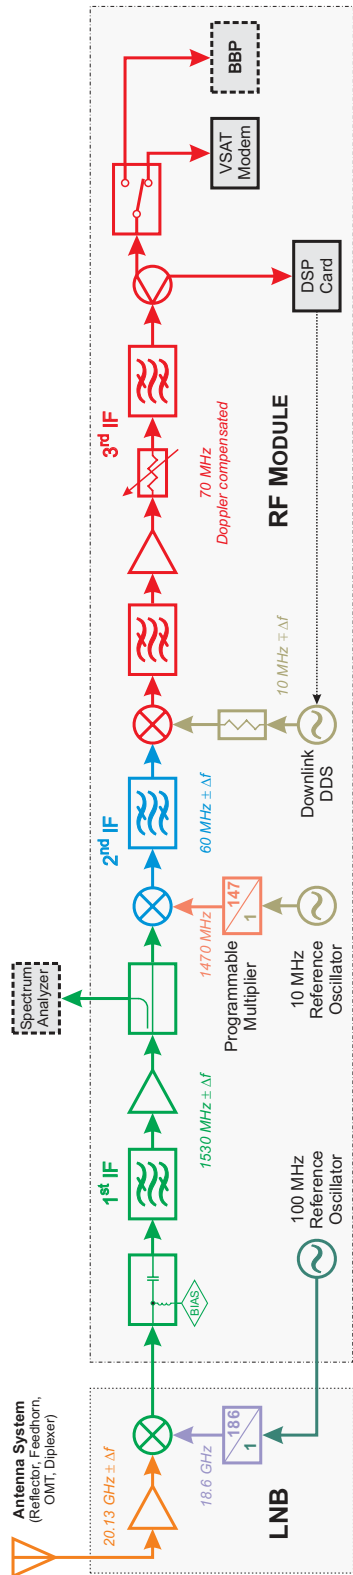 Antenna System
(Reflector, Feedhorn,
OMT, Diplexer)
20.13 GHz ± Δf
LNB
18.6 GHz
186
1
BIAS
1st IF
1530 MHz ± Δf
100 MHz
Reference
Oscillator
Spectrum
Analyzer
2nd IF
1470 MHz
147
1
Programmable
Multiplier
10 MHz
Reference
Oscillator
60 MHz ± Δf
10 MHz ∓ Δf
Downlink
DDS
3rd IF
70 MHz
Doppler compensated
RF MODULE
DSP
Card
VSAT
Modem
BBP